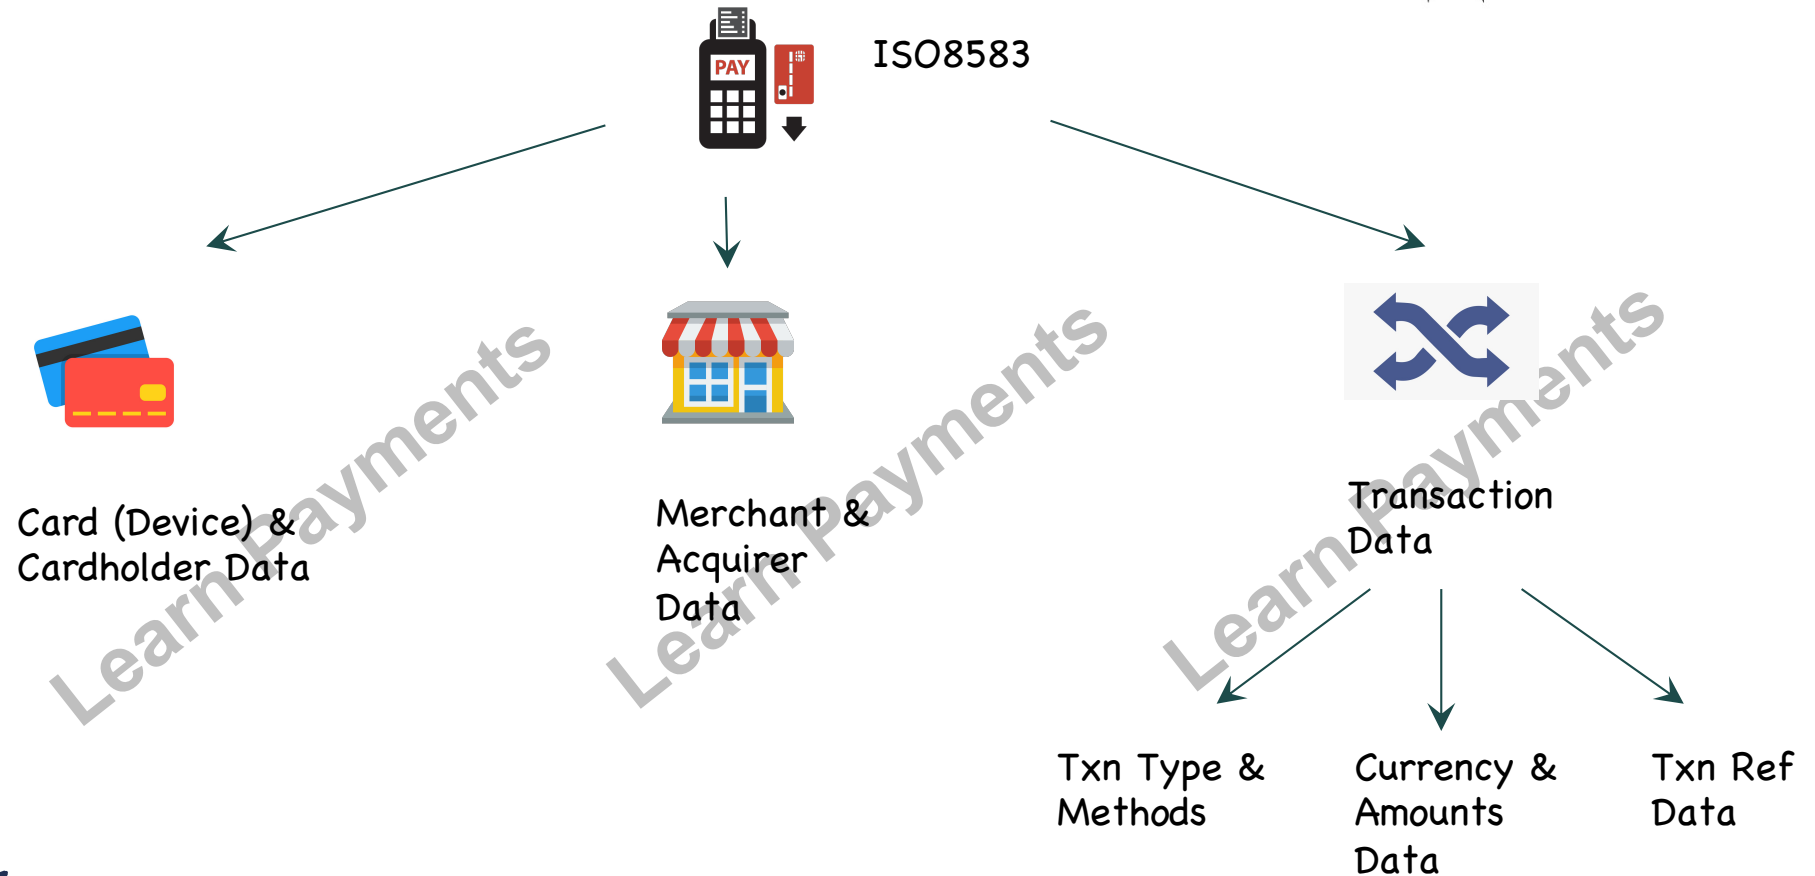 PAY
ISO8583
Card (Device) &
Cardholder Data
Merchant &
Acquirer
Data
Transaction
Data
Txn Type &
Methods
Currency &
Amounts
Data
Txn Ref
Data
Learn Payments
Learn Payments
Learn Payments